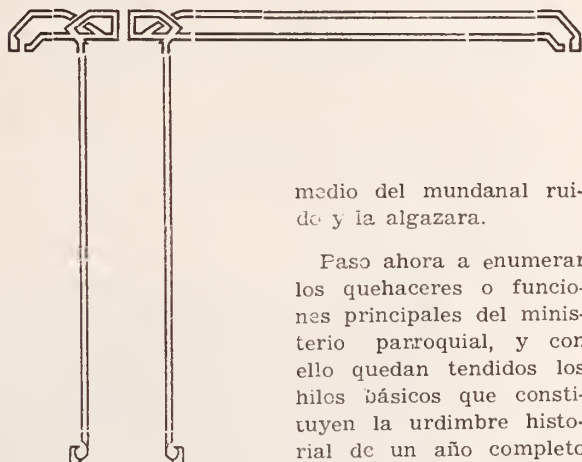 medio del mundanal rui-
do y la algazara.
Paso ahora a enumerar
los quehaceres o funcio-
nes principales del minis-
terio parroquial, y con
ello quedan tendidos los
hilos básicos que consti-
tuyen la urdimbre histo-
rial de un año completo